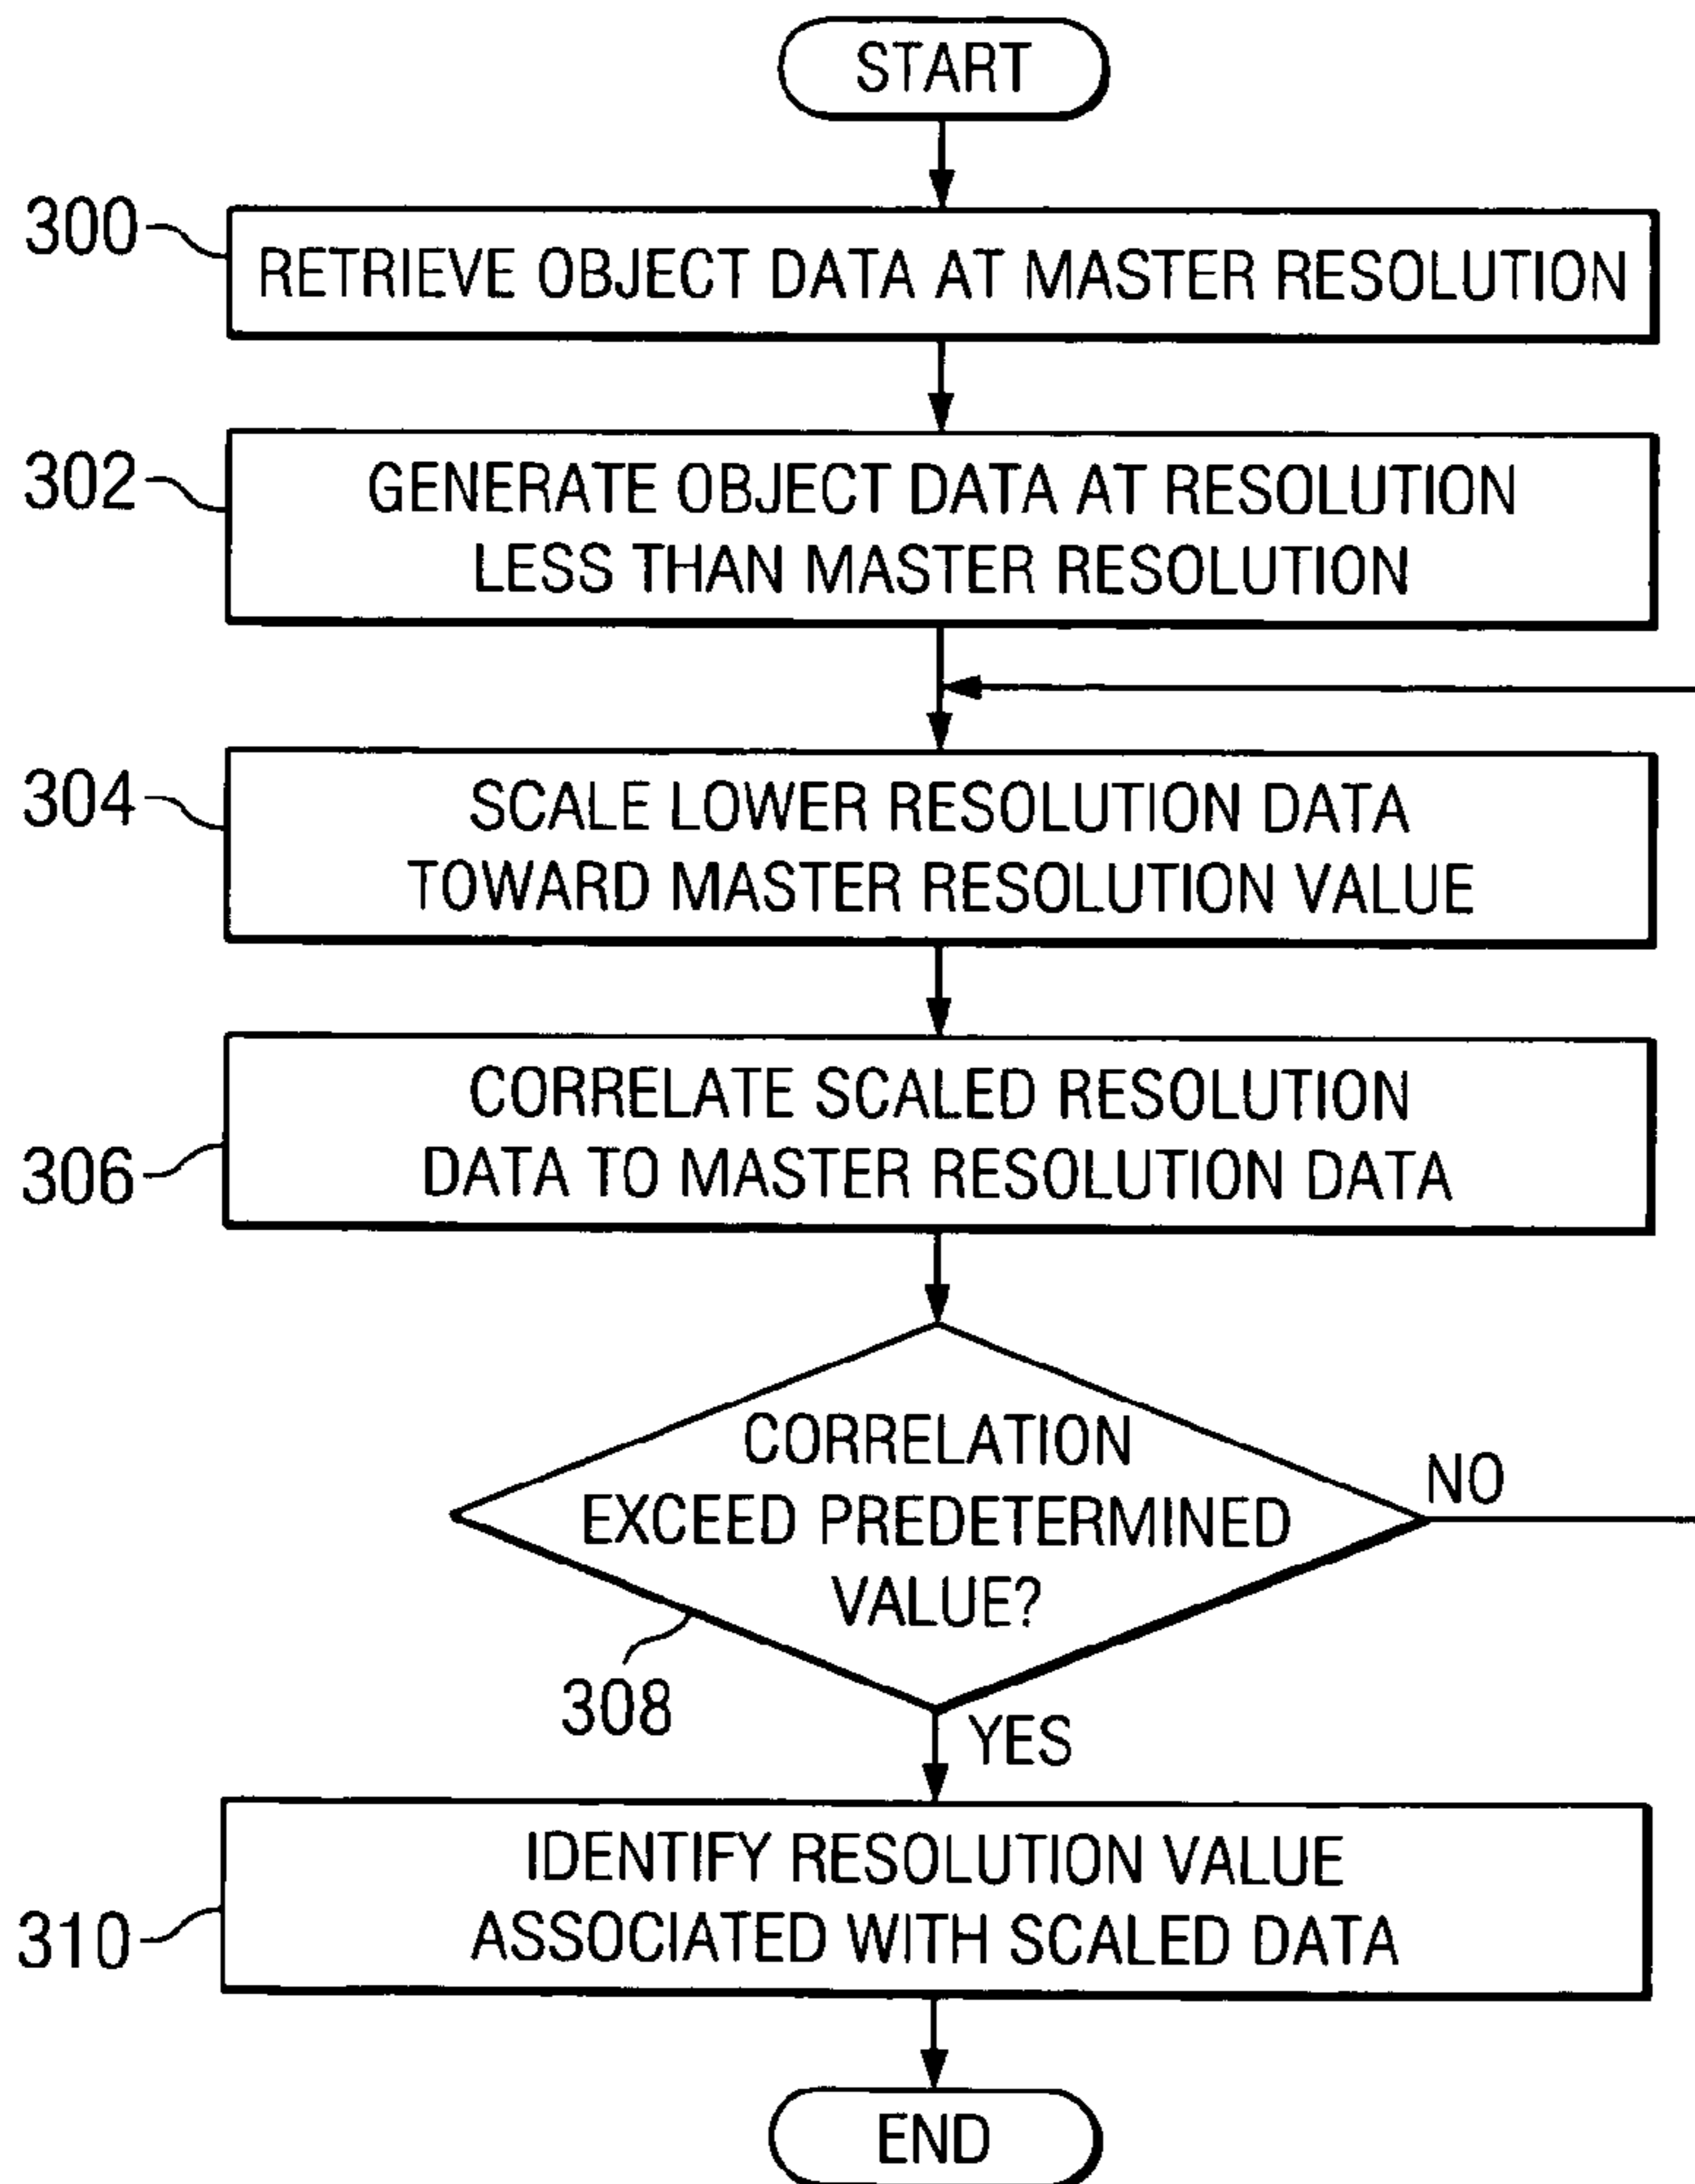 START
300
RETRIEVE OBJECT DATA AT MASTER RESOLUTION
302
GENERATE OBJECT DATA AT RESOLUTION
LESS THAN MASTER RESOLUTION
304
SCALE LOWER RESOLUTION DATA
TOWARD MASTER RESOLUTION VALUE
306
CORRELATE SCALED RESOLUTION
DATA TO MASTER RESOLUTION DATA
CORRELATION
EXCEED PREDETERMINED
VALUE?
NO
308
YES
310
IDENTIFY RESOLUTION VALUE
ASSOCIATED WITH SCALED DATA
END